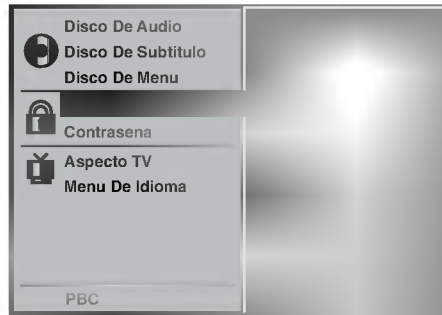 Disco De Audio
Disco De Subtitulo
Disco De Menu
Contrasena
Aspecto TV
Menu De Idioma
PBC